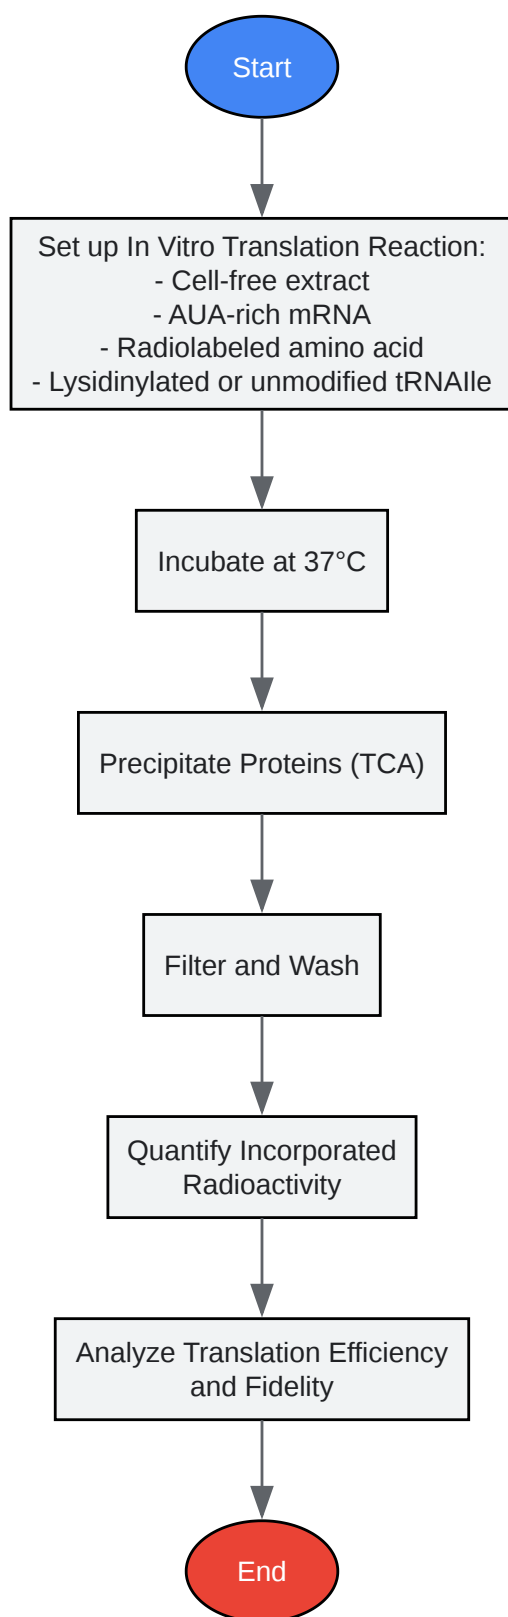 Start
Set up In Vitro Translation Reaction:
- Cell-free extract
- AUA-rich mRNA
- Radiolabeled amino acid
- Lysidinylated or unmodified tRNAIle
Incubate at 37°C
Precipitate Proteins (TCA)
Filter and Wash
Quantify Incorporated
Radioactivity
Analyze Translation Efficiency
and Fidelity
End